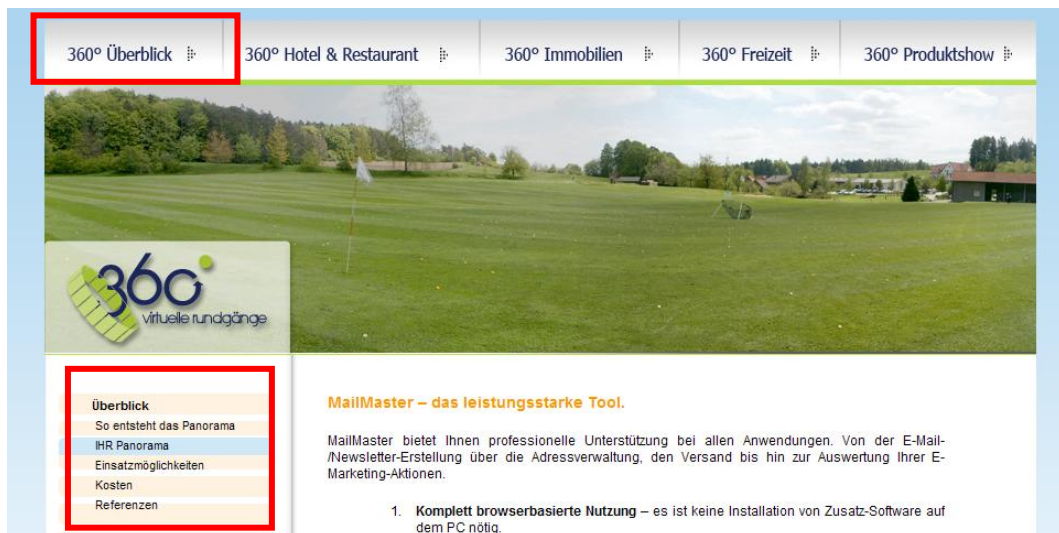 360° Überblick
360° Hotel & Restaurant
360° Immobilien
360° Freizeit
360° Produktshow
360°
virtuelle rundgänge
Überblick
So entsteht das Panorama
IHR Panorama
Einsatzmöglichkeiten
Kosten
Referenzen
MailMaster – das leistungsstarke Tool.
MailMaster bietet Ihnen professionelle Unterstützung bei allen Anwendungen. Von der E-Mail-
/Newsletter-Erstellung über die Adressverwaltung, den Versand bis hin zur Auswertung Ihrer E-
Marketing-Aktionen.
1. Komplett browserbasierte Nutzung – es ist keine Installation von Zusatz-Software auf
dem PC nötig.